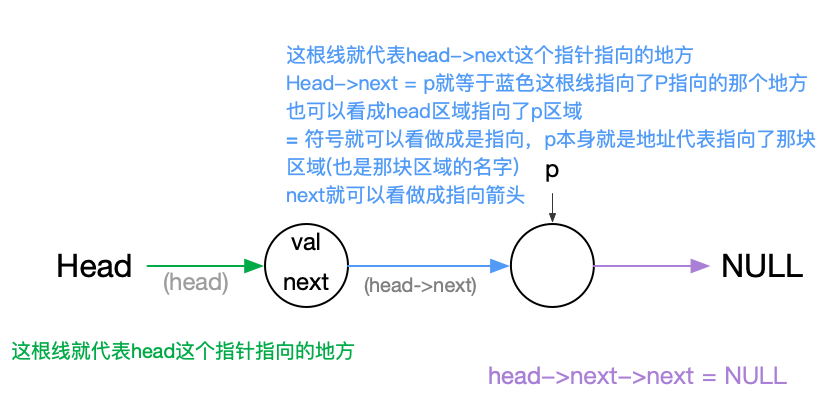 这根线就代表head->next这个指针指向的地方
Head->next = p就等于蓝色这根线指向了P指向的那个地方
也可以看成head区域指向了p区域
= 符号就可以看做成是指向，p本身就是地址代表指向了那块
区域(也是那块区域的名字)
next就可以看做成指向箭头
p
Head
(head)
val
next
(head->next)
NULL
这根线就代表head这个指针指向的地方
head->next->next = NULL